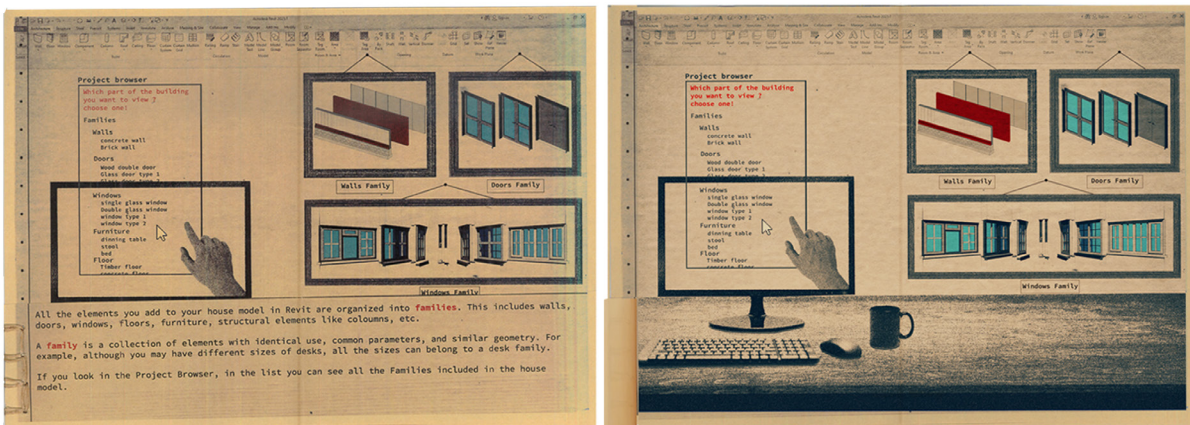 Project browser
Which part of the building
you want to view ?
choose one!
Families
Walls
concrete wall
Brick wall
Doors
Wood double door
Glass door type 1
Windows
single glass window
Double glass window
window type 1
window type 2
Furniture
dinning table
stool
bed
Floor
Timber floor
concrete floor
Walls Family
Doors Family
Windows Family
All the elements you add to your house model in Revit are organized into families. This includes walls,
doors, windows, floors, furniture, structural elements like coloumns, etc.
A family is a collection of elements with identical use, common parameters, and similar geometry. For
example, although you may have different sizes of desks, all the sizes can belong to a desk family.
If you look in the Project Browser, in the list you can see all the Families included in the house
model.
Project browser
Which part of the building
you want to view ?
choose one!
Families
Walls
concrete wall
Brick wall
Doors
Wood double door
Glass door type 1
Windows
single glass window
Double glass window
window type 1
window type 2
Furniture
dinning table
stool
bed
Floor
Timber floor
concrete floor
Walls Family
Doors Family
Windows Family